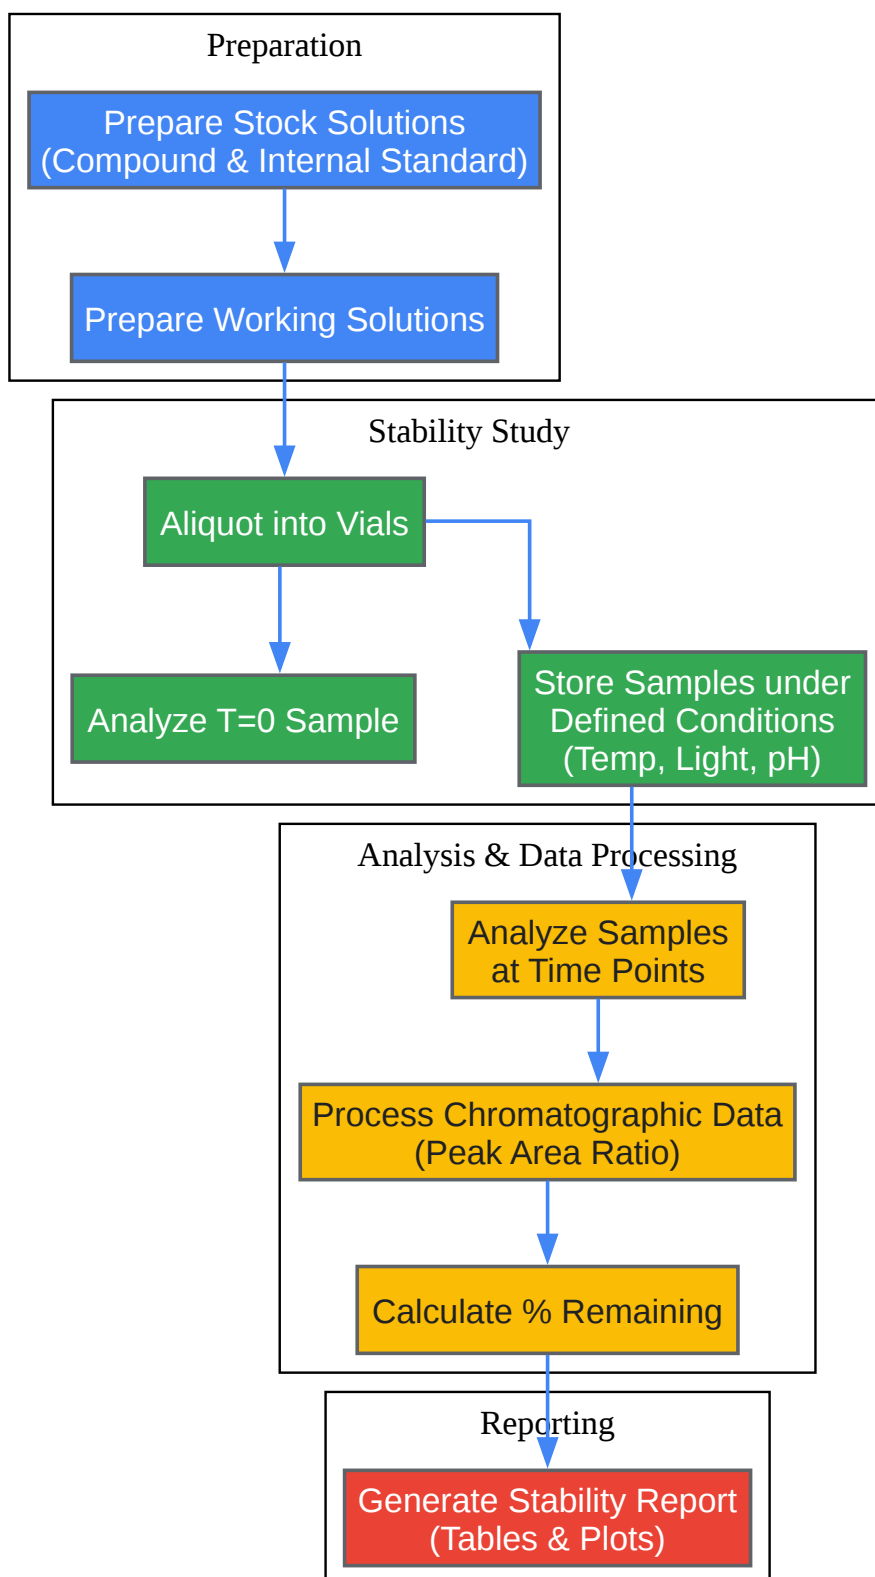 Preparation
Prepare Stock Solutions
(Compound & Internal Standard)
Prepare Working Solutions
Stability Study
Aliquot into Vials
Analyze T=0 Sample
Store Samples under
Defined Conditions
(Temp, Light, pH)
Analysis & Data Processing
Analyze Samples
at Time Points
Process Chromatographic Data
(Peak Area Ratio)
Calculate % Remaining
Reporting
Generate Stability Report
(Tables & Plots)